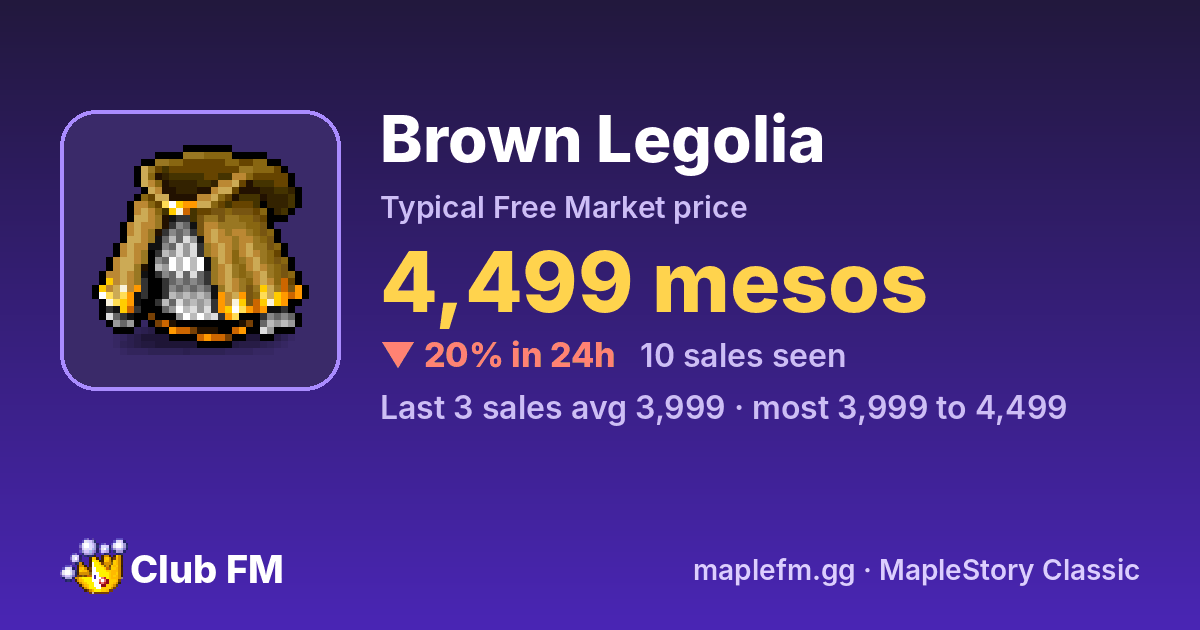 Brown Legolia
Typical Free Market price
4,499 mesos
▼ 20% in 24h 10 sales seen
Last 3 sales avg 3,999 · most 3,999 to 4,499
Club FM
maplefm.gg · MapleStory Classic